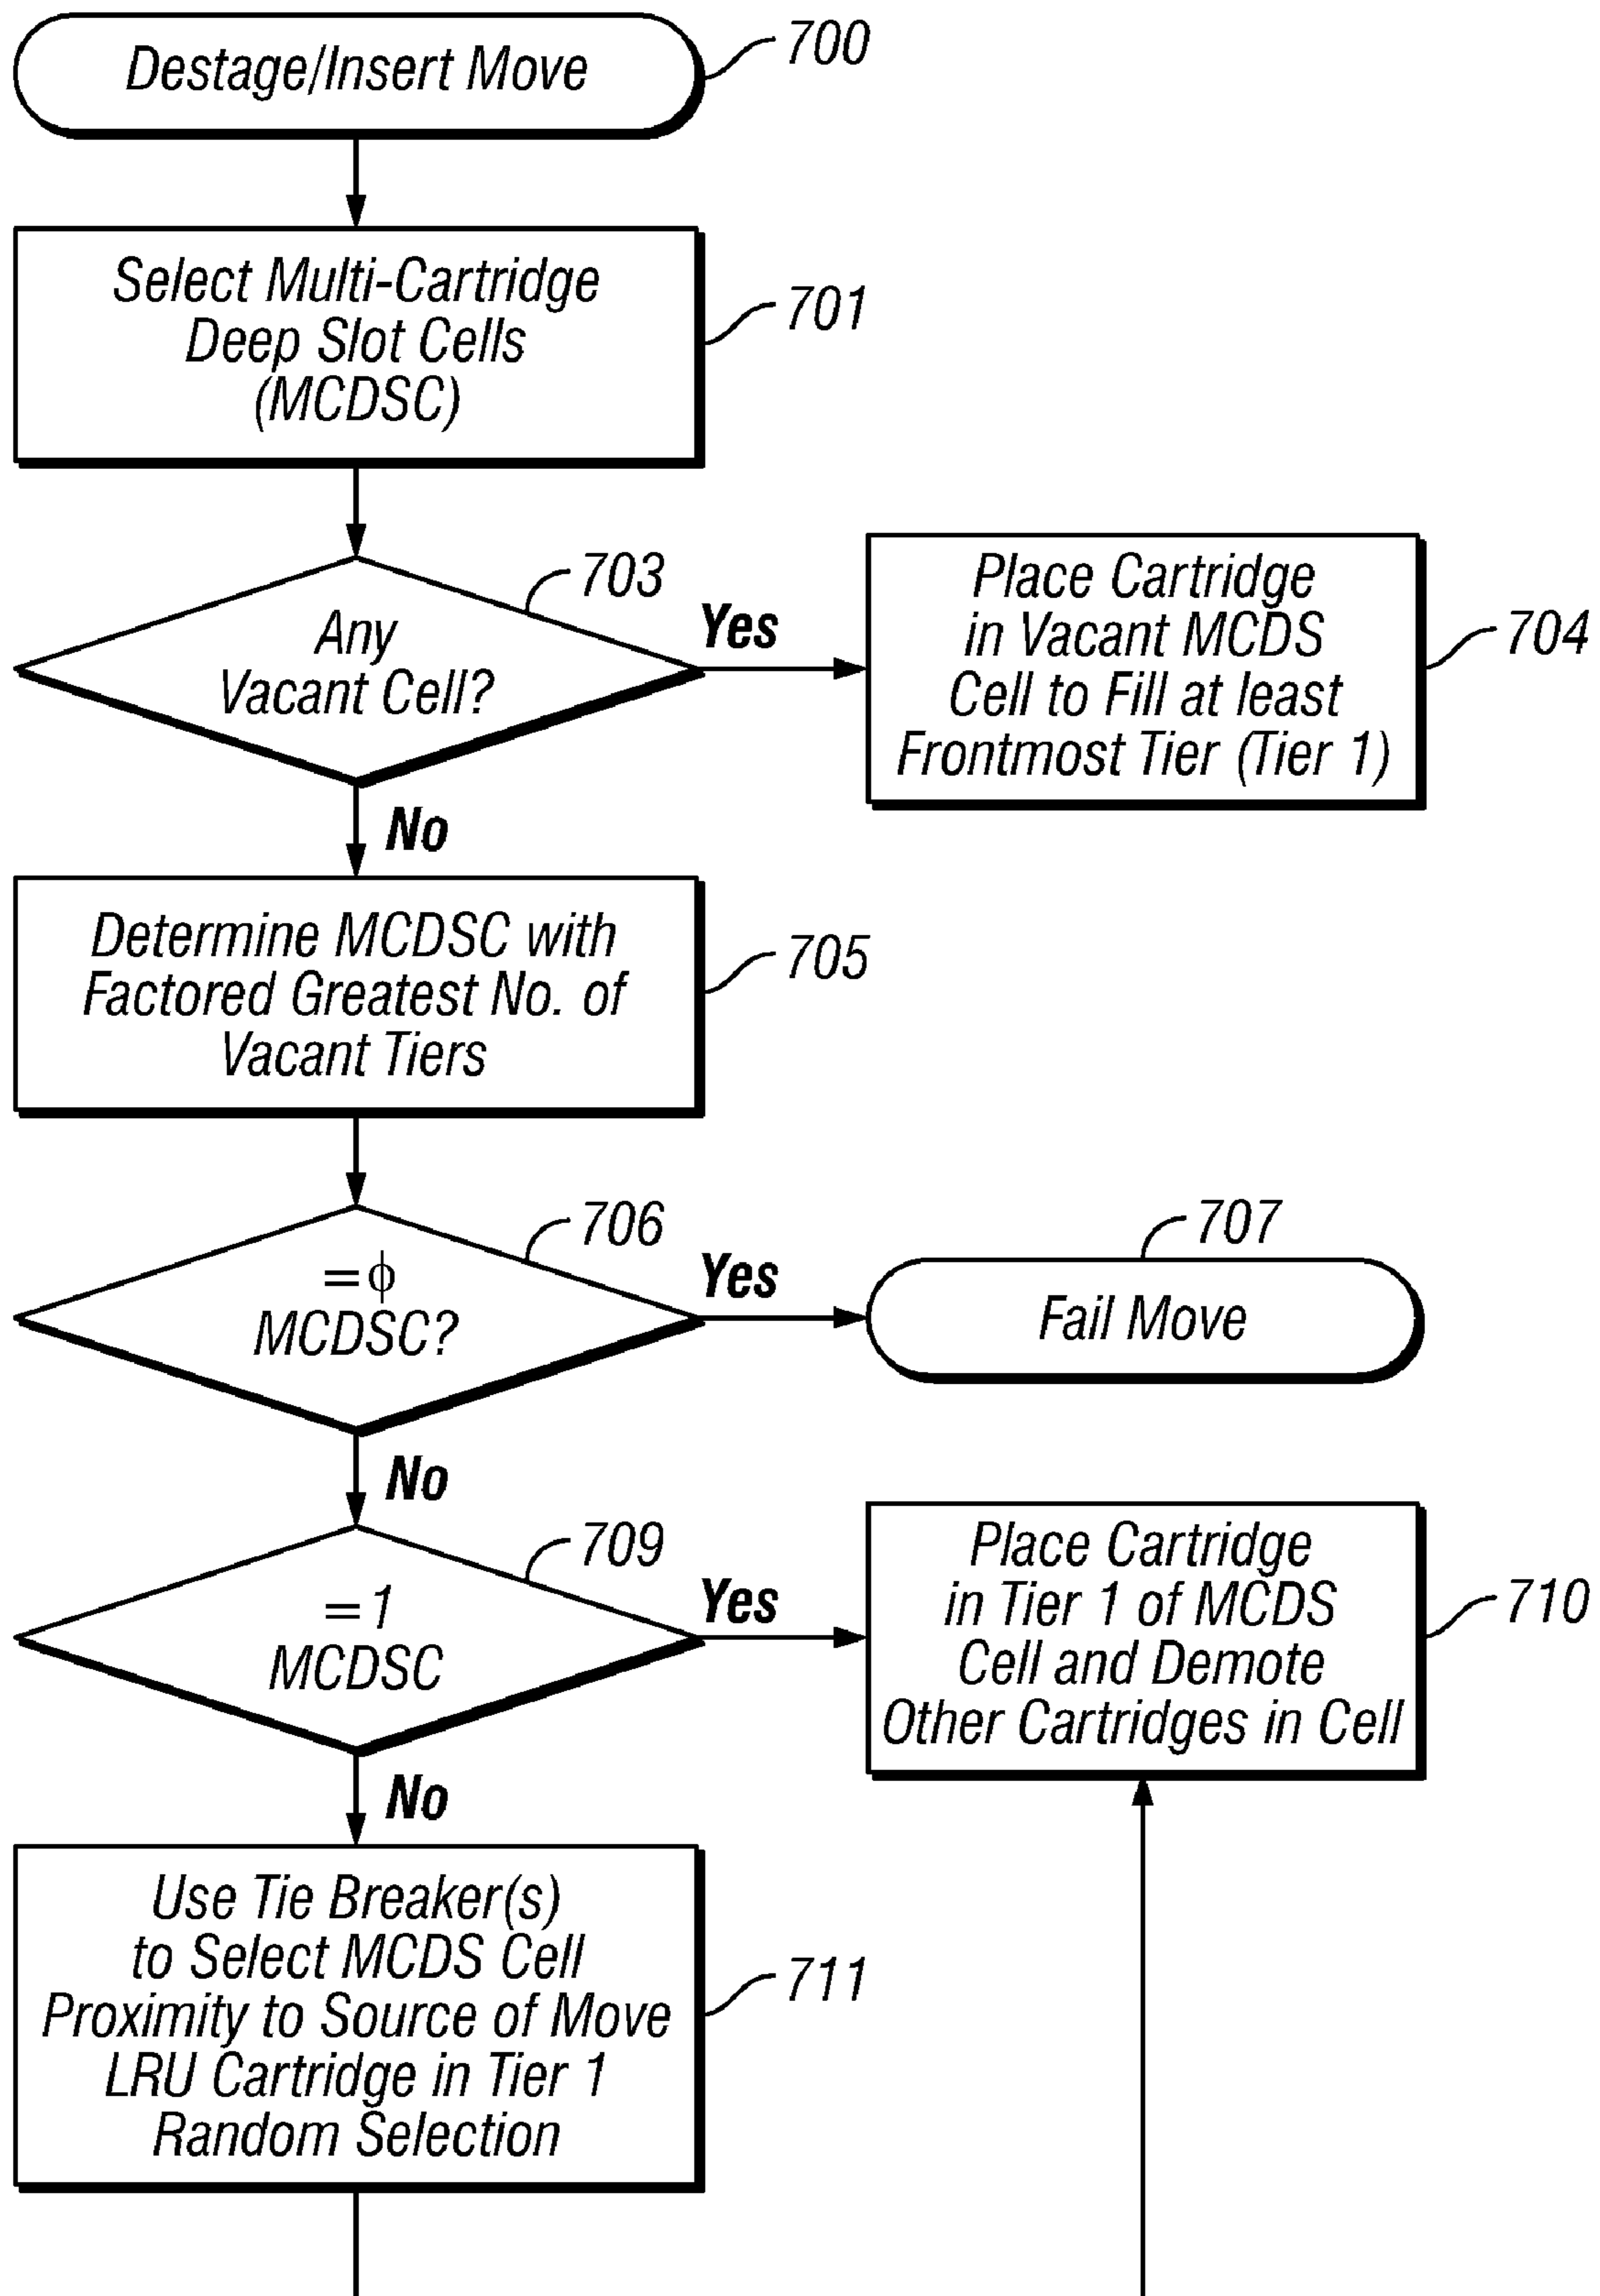 Destage/Insert Move
700
Select Multi-Cartridge
Deep Slot Cells
(MCDSC)
701
Any
Vacant Cell?
703
Yes
Place Cartridge
in Vacant MCDS
Cell to Fill at least
Frontmost Tier (Tier 1)
704
No
Determine MCDSC with
Factored Greatest No. of
Vacant Tiers
705
=ϕ
MCDSC?
706
Yes
Fail Move
707
No
=1
MCDSC
709
Yes
Place Cartridge
in Tier 1 of MCDS
Cell and Demote
Other Cartridges in Cell
710
No
Use Tie Breaker(s)
to Select MCDS Cell
Proximity to Source of Move
LRU Cartridge in Tier 1
Random Selection
711